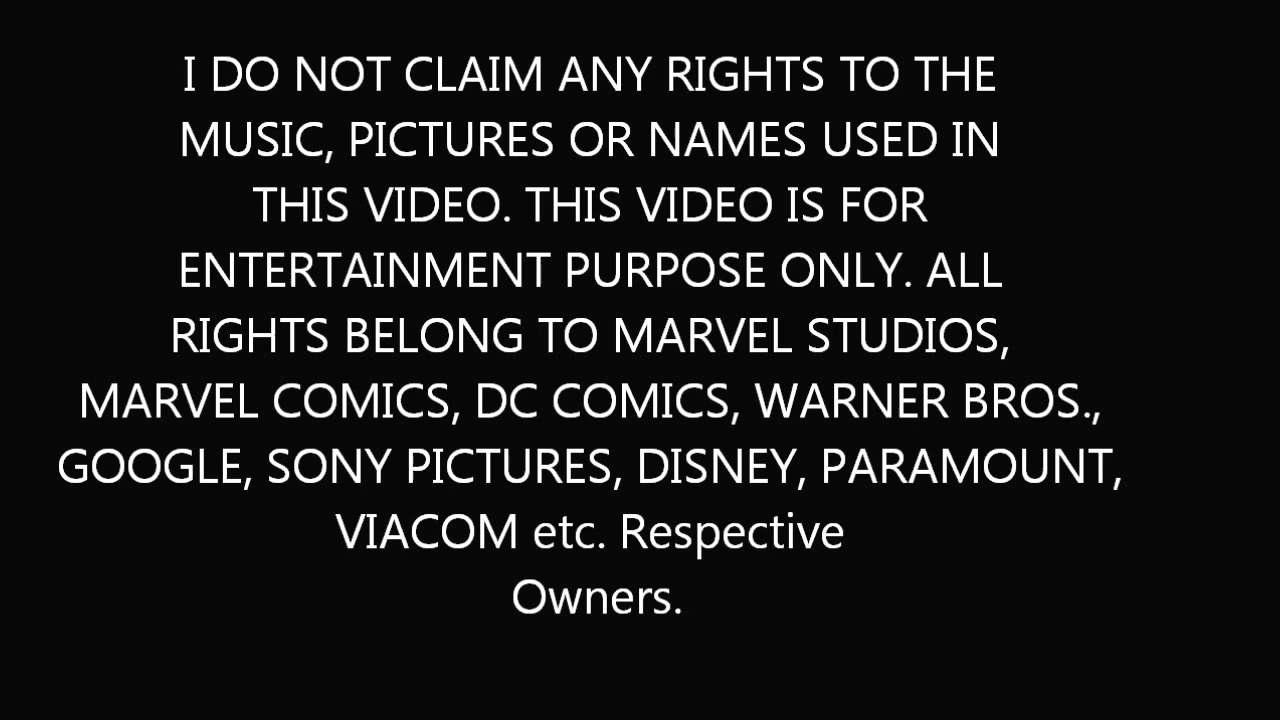 I DO NOT CLAIM ANY RIGHTS TO THE
MUSIC, PICTURES OR NAMES USED IN
THIS VIDEO. THIS VIDEO IS FOR
ENTERTAINMENT PURPOSE ONLY. ALL
RIGHTS BELONG TO MARVEL STUDIOS,
MARVEL COMICS, DC COMICS, WARNER BROS.,
GOOGLE, SONY PICTURES, DISNEY, PARAMOUNT,
VIACOM etc. Respective
Owners.